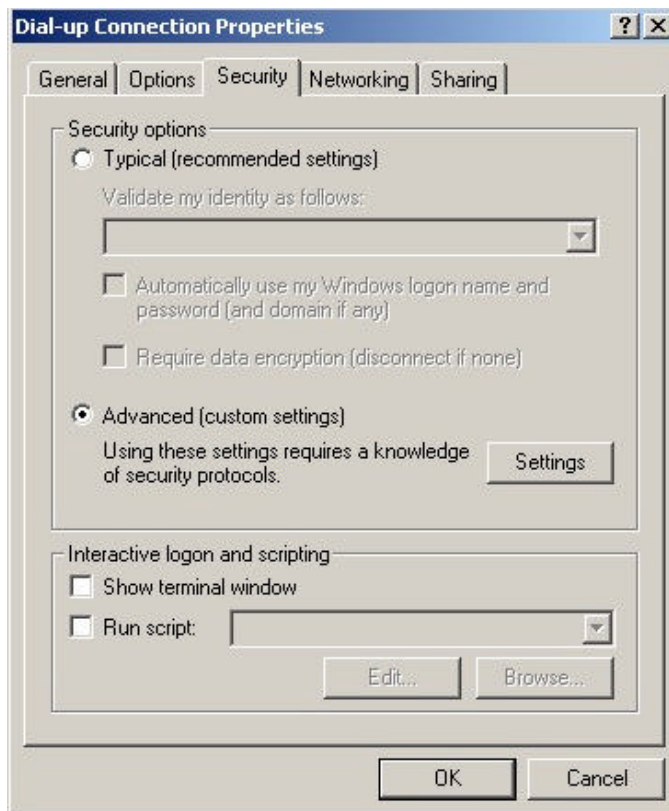 Dial-up Connection Properties
General Options Security Networking Sharing
Security options
Typical (recommended settings)
Validate my identity as follows:
Automatically use my Windows logon name and
password (and domain if any)
Require data encryption (disconnect if none)
Advanced (custom settings)
Using these settings requires a knowledge
of security protocols.
Settings
Interactive logon and scripting
Show terminal window
Run script:
Edit... Browse...
OK Cancel